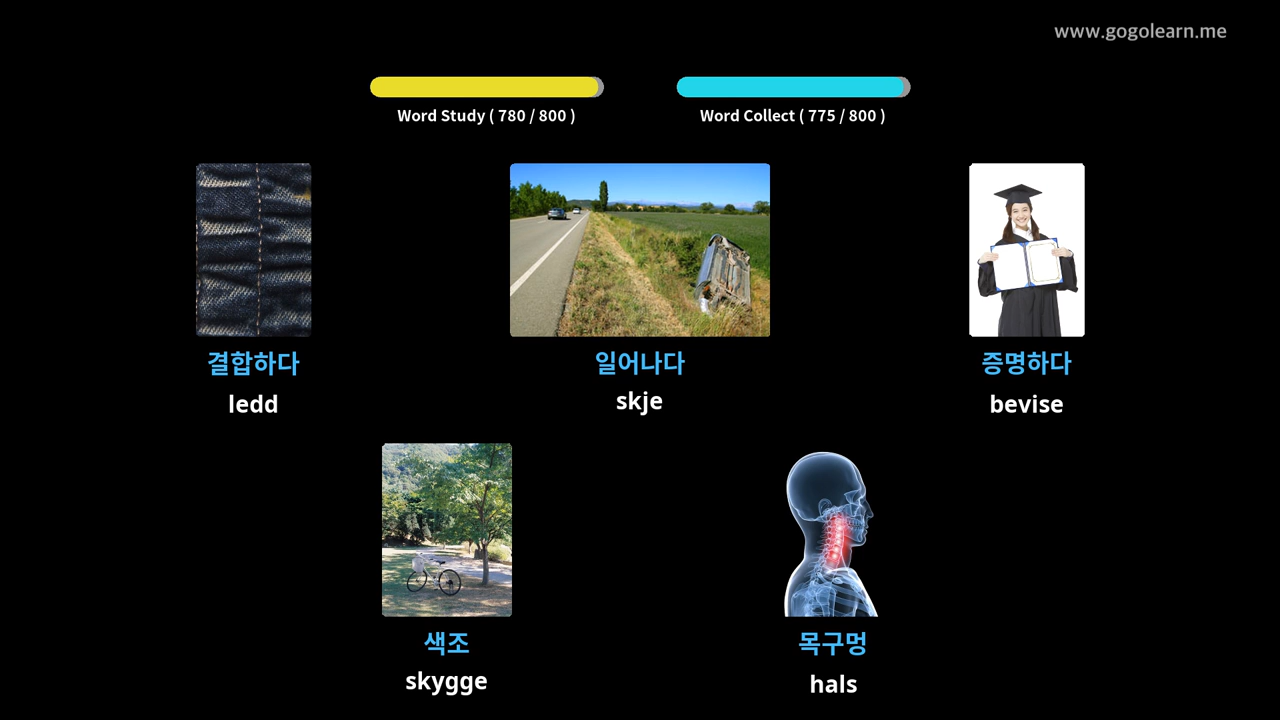 www.gogolearn.me
Word Study ( 780 / 800 )
Word Collect ( 775 / 800 )
결합하다
ledd
일어나다
skje
증명하다
bevise
색조
skygge
목구멍
hals